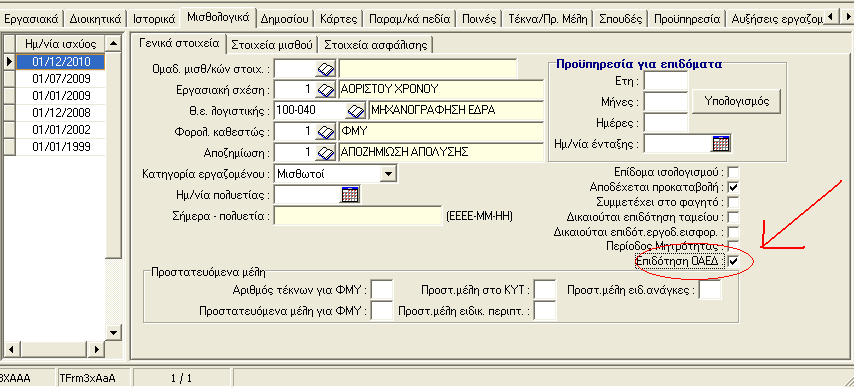 Εργασιακά Διοικητικά Ιστορικά Μισθολογικά Δημοσίου Κάρτες Παραμ/κά πεδία Ποινές Τέκνα/Πρ. Μέλη Σπουδές Προϋπηρεσία Αυξήσεις εργαζομ
Ημ/νία ισχύος
01/12/2010
01/07/2009
01/01/2009
01/12/2008
01/01/2002
01/01/1999
Γενικά στοιχεία Στοιχεία μισθού Στοιχεία ασφάλισης
Ομαδ. μισθ/κών στοιχ. :
Εργασιακή σχέση : 1 ΑΟΡΙΣΤΟΥ ΧΡΟΝΟΥ
Θ.ε. λογιστικής : 100-040 ΜΗΧΑΝΟΓΡΑΦΗΣΗ ΕΔΡΑ
Φορολ. καθεστώς : 1 ΦΜΥ
Αποζημίωση : 1 ΑΠΟΖΗΜΙΩΣΗ ΑΠΟΛΥΣΗΣ
Κατηγορία εργαζομένου : Μισθωτοί
Ημ/νία πολυετίας :
Σήμερα - πολυετία : (ΕΕΕΕ-ΜΜ-ΗΗ)
Προϋπηρεσία για επιδόματα
Ετη :
Μήνες : Υπολογισμός
Ημέρες :
Ημ/νία ένταξης :
Επίδομα ισολογισμού :
Αποδέχεται προκαταβολή :
Συμμετέχει στο φαγητό :
Δικαιούται επιδότηση ταμείου :
Δικαιούται επιδότ.εργοδ.εισφορ. :
Περίοδος Μητρότητας :
Επιδότηση ΟΑΕΔ :
Προστατευόμενα μέλη
Αριθμός τέκνων για ΦΜΥ : Προστ.μέλη στο ΚΥΤ : Προστ.μέλη ειδ.ανάγκες :
Προστατευόμενα μέλη για ΦΜΥ : Προστ.μέλη ειδικ. περιπτ. :
3ΧΑΑΑ TFrm3xAaA 1 / 1